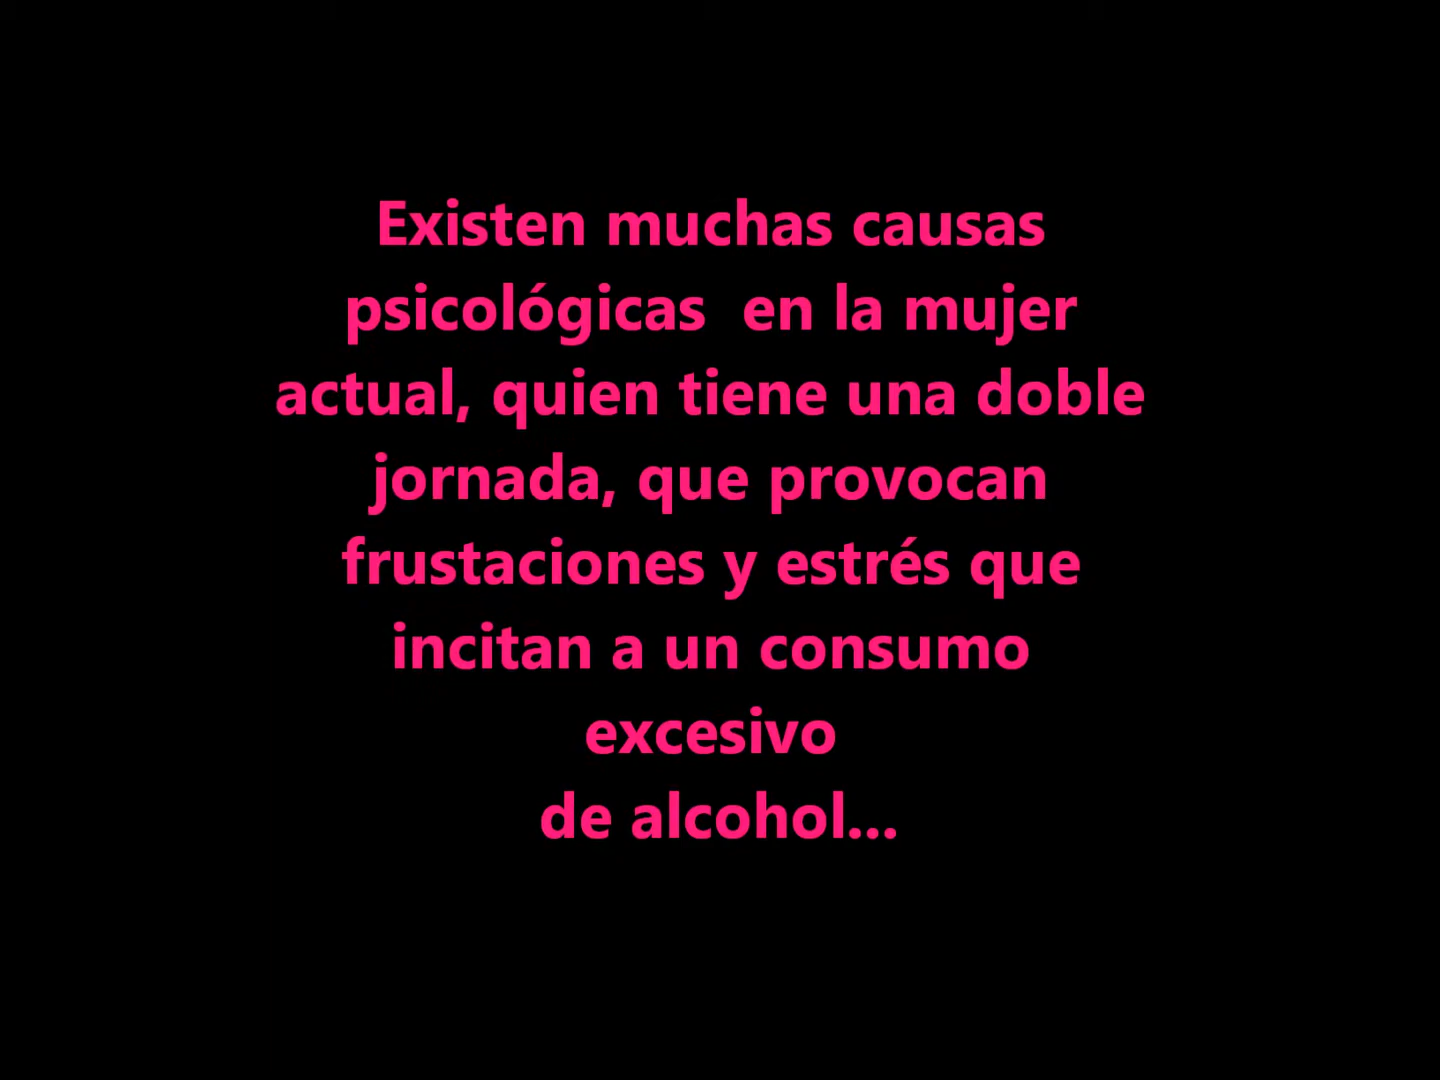 Existen muchas causas
psicológicas  en la mujer
actual, quien tiene una doble
jornada, que provocan
frustaciones y estrés que
incitan a un consumo
excesivo
de alcohol...